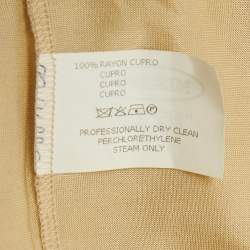 100% RAYON CUPRO
CUPRO
CUPRO
CUPRO
PROFESSIONALLY DRY CLEAN
PERCHLORETHYLENE
STEAM ONLY